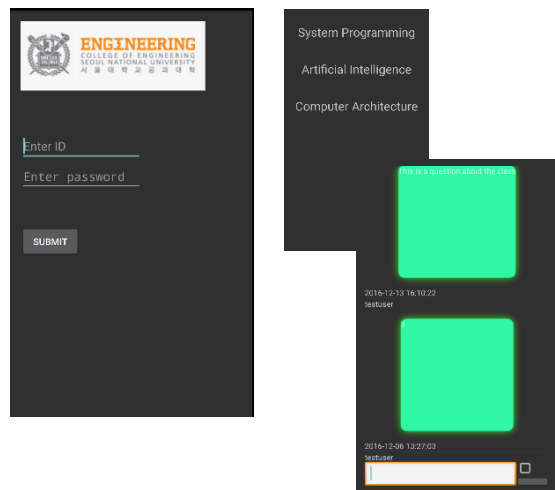 ENGINEERING
COLLEGE OF ENGINEERING
SEOUL NATIONAL UNIVERSITY
서울대학교공과대학
Enter ID
Enter password
SUBMIT
System Programming
Artificial Intelligence
Computer Architecture
This is a question about the class
2016-12-13 16:10:22
testuser
2016-12-06 13:27:03
testuser